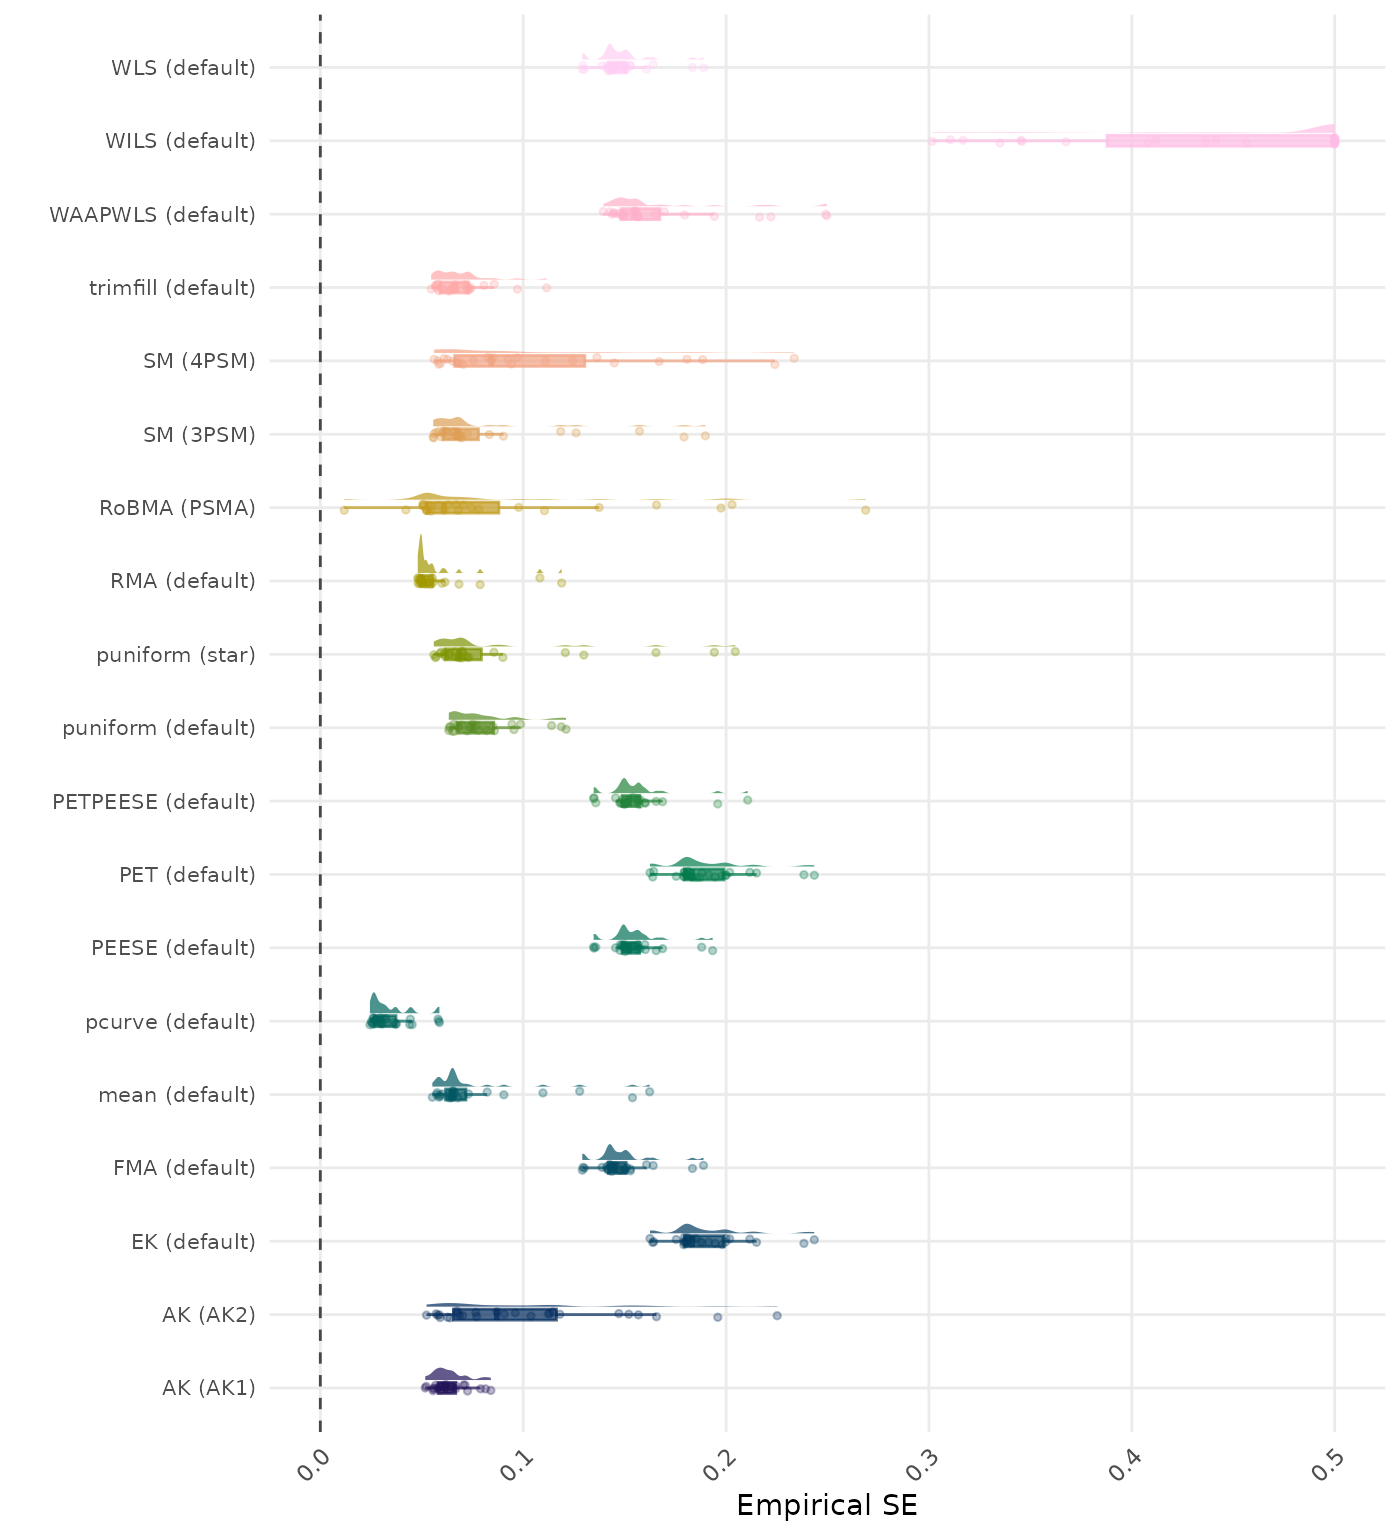 WLS (default)
WILS (default)
WAAPWLS (default)
trimfill (default)
SM (4PSM)
SM (3PSM)
RoBMA (PSMA)
RMA (default)
puniform (star)
puniform (default)
PETPEESE (default)
PET (default)
PEESE (default)
pcurve (default)
mean (default)
FMA (default)
EK (default)
AK (AK2)
AK (AK1)
0.0 0.1 0.2 0.3 0.4 0.5
Empirical SE